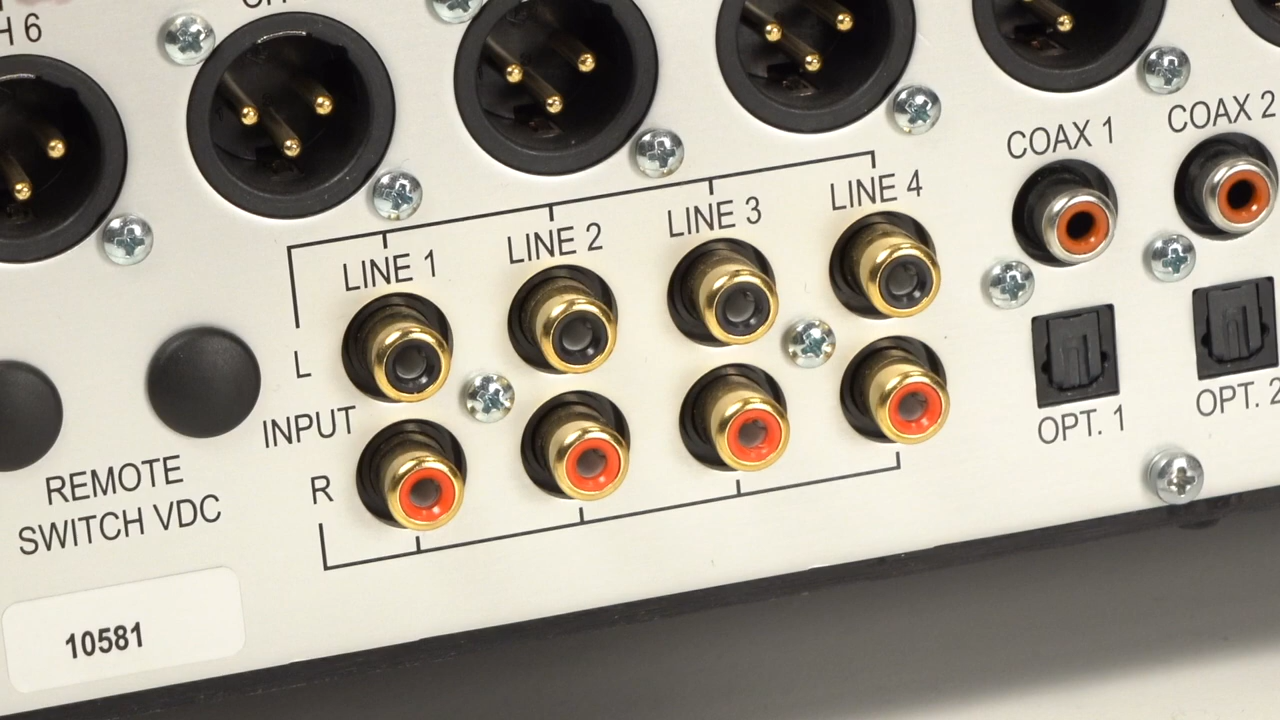 H 6
LINE 1
LINE 2
LINE 3
LINE 4
COAX 1
COAX 2
L
INPUT
R
OPT. 1
OPT. 2
REMOTE
SWITCH VDC
10581